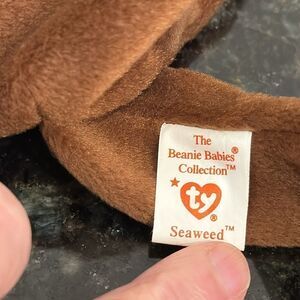 The
Beanie Babies®
Collection™
ty®
Seaweed™